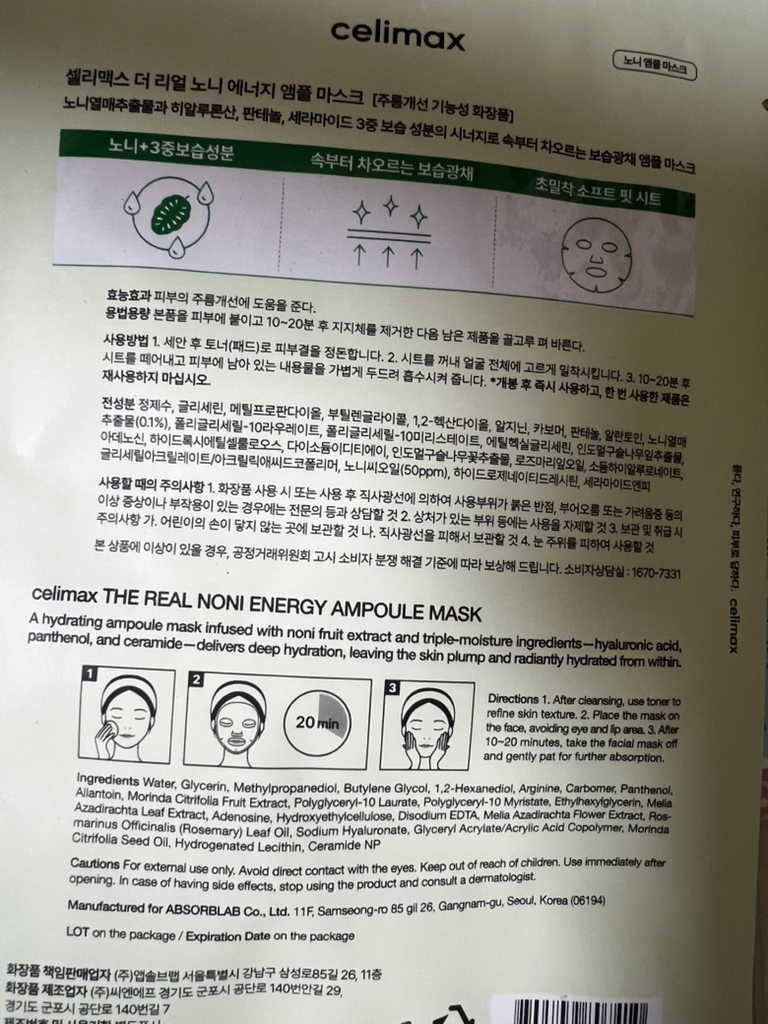 celimax
노니 앰플 마스크
셀리맥스 더 리얼 노니 에너지 앰플 마스크 [주름개선 기능성 화장품]
노니열매추출물과 히알루론산, 판테놀, 세라마이드 3중 보습 성분의 시너지로 속부터 차오르는 보습광채 앰플 마스크
노니+3중보습성분
속부터 차오르는 보습광채
초밀착 소프트 핏 시트
효능효과 피부의 주름개선에 도움을 준다.
용법용량 본품을 피부에 붙이고 10~20분 후 지지체를 제거한 다음 남은 제품을 골고루 펴 바른다.
사용방법 1. 세안 후 토너(패드)로 피부결을 정돈합니다. 2. 시트를 꺼내 얼굴 전체에 고르게 밀착시킵니다. 3. 10~20분 후
시트를 떼어내고 피부에 남아 있는 내용물을 가볍게 두드려 흡수시켜 줍니다. *개봉 후 즉시 사용하고, 한 번 사용한 제품은
재사용하지 마십시오.
전성분 정제수, 글리세린, 메틸프로판다이올, 부틸렌글라이콜, 1,2-헥산다이올, 알지닌, 카보머, 판테놀, 알란토인, 노니열매
추출물(0.1%), 폴리글리세릴-10라우레이트, 폴리글리세릴-10미리스테이트, 에틸헥실글리세린, 인도멀구슬나무잎추출물,
아데노신, 하이드록시에틸셀룰로오스, 다이소듐이디티에이, 인도멀구슬나무꽃추출물, 로즈마리잎오일, 소듐하이알루로네이트,
글리세릴아크릴레이트/아크릴릭애씨드코폴리머, 노니씨오일(50ppm), 하이드로제네이티드레시틴, 세라마이드엔피
사용할 때의 주의사항 1. 화장품 사용 시 또는 사용 후 직사광선에 의하여 사용부위가 붉은 반점, 부어오름 또는 가려움증 등의
이상 증상이나 부작용이 있는 경우에는 전문의 등과 상담할 것 2. 상처가 있는 부위 등에는 사용을 자제할 것 3. 보관 및 취급 시
주의사항 가. 어린이의 손이 닿지 않는 곳에 보관할 것 나. 직사광선을 피해서 보관할 것 4. 눈 주위를 피하여 사용할 것
본 상품에 이상이 있을 경우, 공정거래위원회 고시 소비자 분쟁 해결 기준에 따라 보상해 드립니다. 소비자상담실 : 1670-7331
듣다, 연구하다, 피부로 답하다. celimax
celimax THE REAL NONI ENERGY AMPOULE MASK
A hydrating ampoule mask infused with noni fruit extract and triple-moisture ingredients—hyaluronic acid,
panthenol, and ceramide—delivers deep hydration, leaving the skin plump and radiantly hydrated from within.
1
2
20 min
3
Directions 1. After cleansing, use toner to
refine skin texture. 2. Place the mask on
the face, avoiding eye and lip area. 3. After
10~20 minutes, take the facial mask off
and gently pat for further absorption.
Ingredients Water, Glycerin, Methylpropanediol, Butylene Glycol, 1,2-Hexanediol, Arginine, Carbomer, Panthenol,
Allantoin, Morinda Citrifolia Fruit Extract, Polyglyceryl-10 Laurate, Polyglyceryl-10 Myristate, Ethylhexylglycerin, Melia
Azadirachta Leaf Extract, Adenosine, Hydroxyethylcellulose, Disodium EDTA, Melia Azadirachta Flower Extract, Ros-
marinus Officinalis (Rosemary) Leaf Oil, Sodium Hyaluronate, Glyceryl Acrylate/Acrylic Acid Copolymer, Morinda
Citrifolia Seed Oil, Hydrogenated Lecithin, Ceramide NP
Cautions For external use only. Avoid direct contact with the eyes. Keep out of reach of children. Use immediately after
opening. In case of having side effects, stop using the product and consult a dermatologist.
Manufactured for ABSORBLAB Co., Ltd. 11F, Samseong-ro 85 gil 26, Gangnam-gu, Seoul, Korea (06194)
LOT on the package / Expiration Date on the package
화장품 책임판매업자 (주)앱솔브랩 서울특별시 강남구 삼성로85길 26, 11층
화장품 제조업자 (주)씨엔에프 경기도 군포시 공단로 140번안길 29,
경기도 군포시 공단로 140번길 7